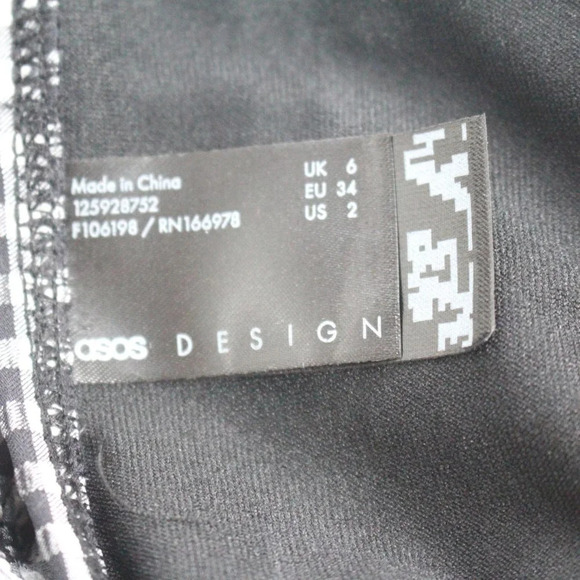 Made in China
125928752
F106198 / RN166978
UK 6
EU 34
US 2
asos DESIGN